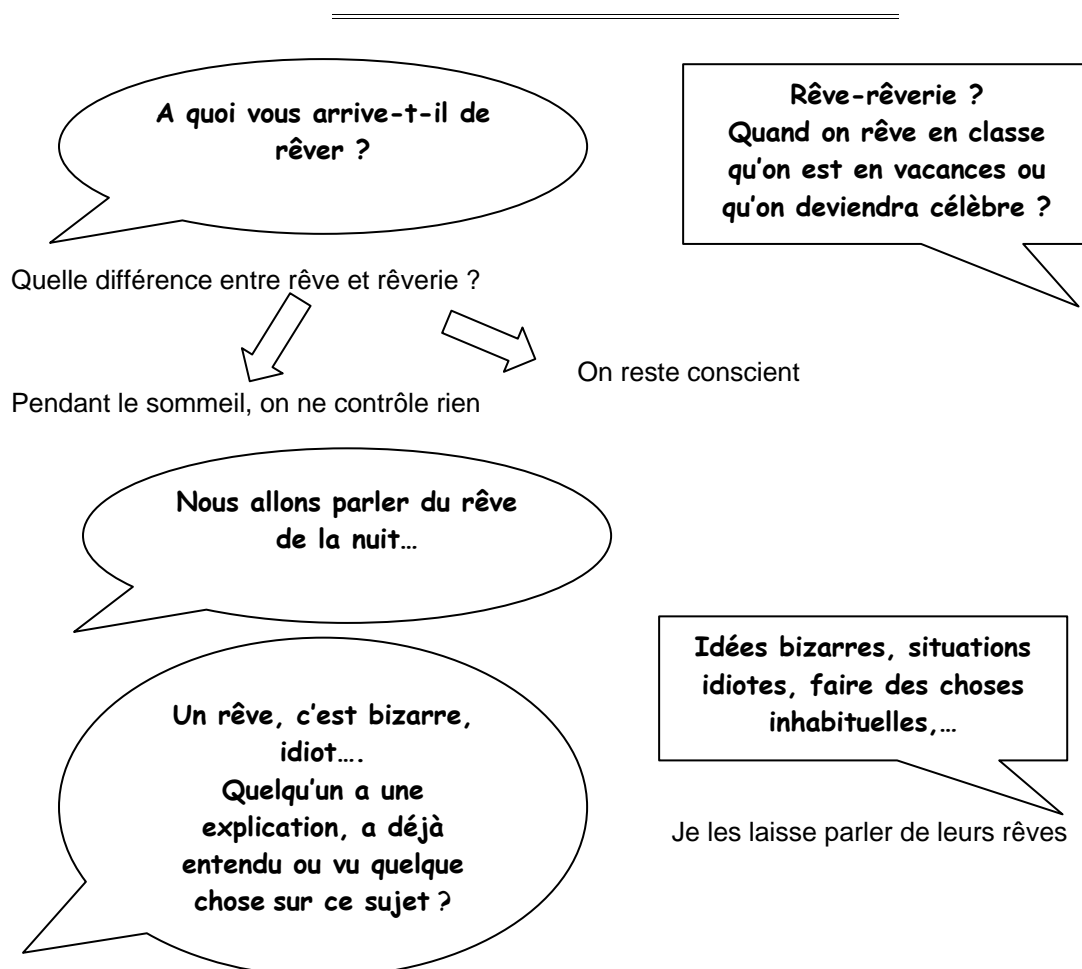 A quoi vous arrive-t-il de
rêver ?
Rêve-rêverie ?
Quand on rêve en classe
qu'on est en vacances ou
qu'on deviendra célèbre ?
Quelle différence entre rêve et rêverie ?
On reste conscient
Pendant le sommeil, on ne contrôle rien
Nous allons parler du rêve
de la nuit…
Un rêve, c'est bizarre,
idiot….
Quelqu'un a une
explication, a déjà
entendu ou vu quelque
chose sur ce sujet ?
Idées bizarres, situations
idiotes, faire des choses
inhabituelles,…
Je les laisse parler de leurs rêves